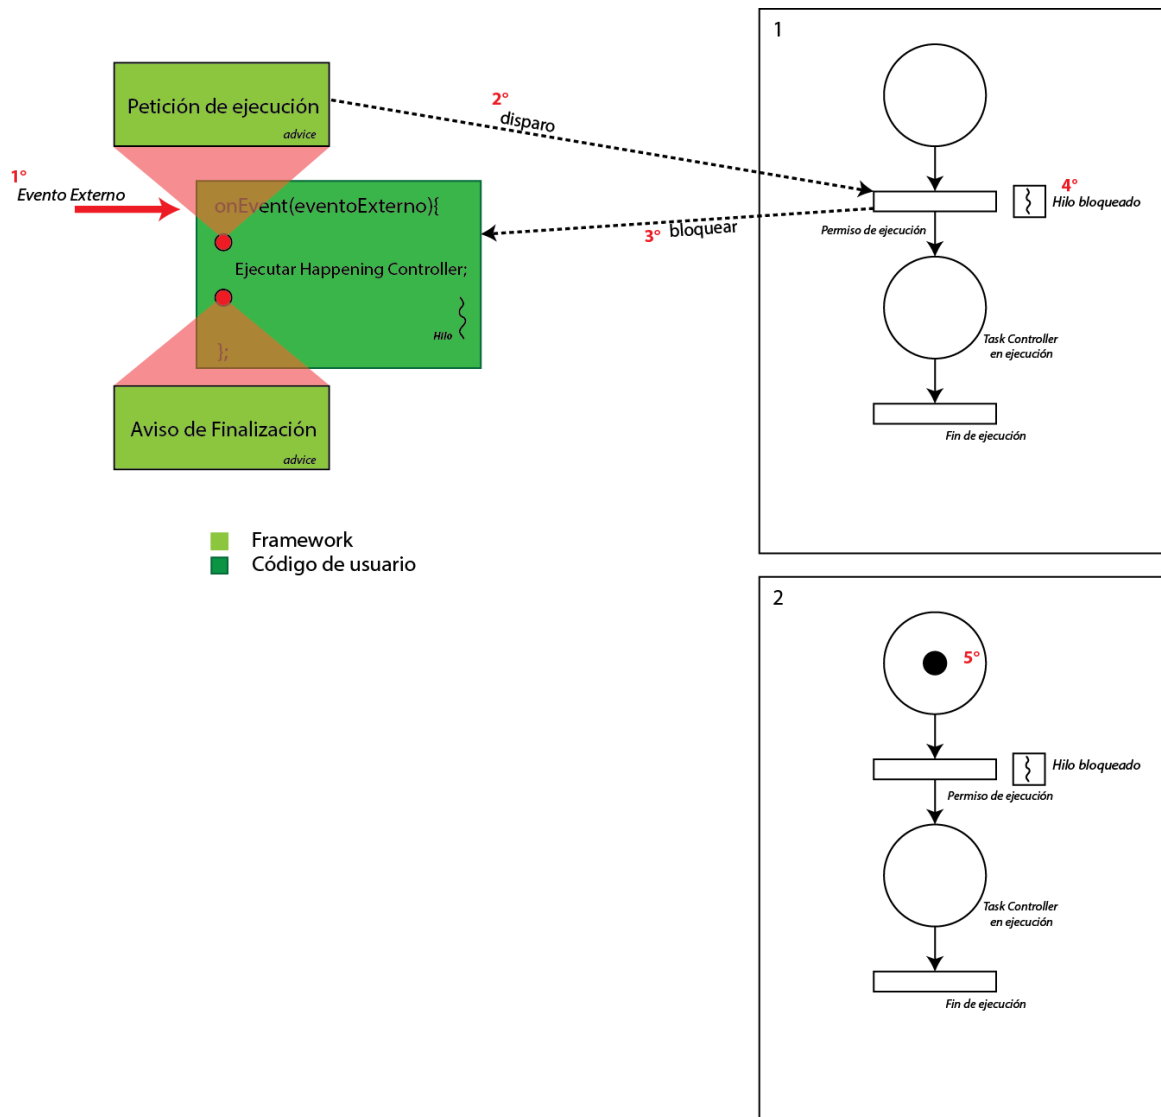 Petición de ejecución
advice
1°
Evento Externo
onEvent(eventoExterno){
Ejecutar Happening Controller;
Hilo
};
Aviso de Finalización
advice
2°
disparo
3° bloquear
Framework
Código de usuario
1
4°
Hilo bloqueado
Permiso de ejecución
Task Controller
en ejecución
Fin de ejecución
2
5°
Hilo bloqueado
Permiso de ejecución
Task Controller
en ejecución
Fin de ejecución